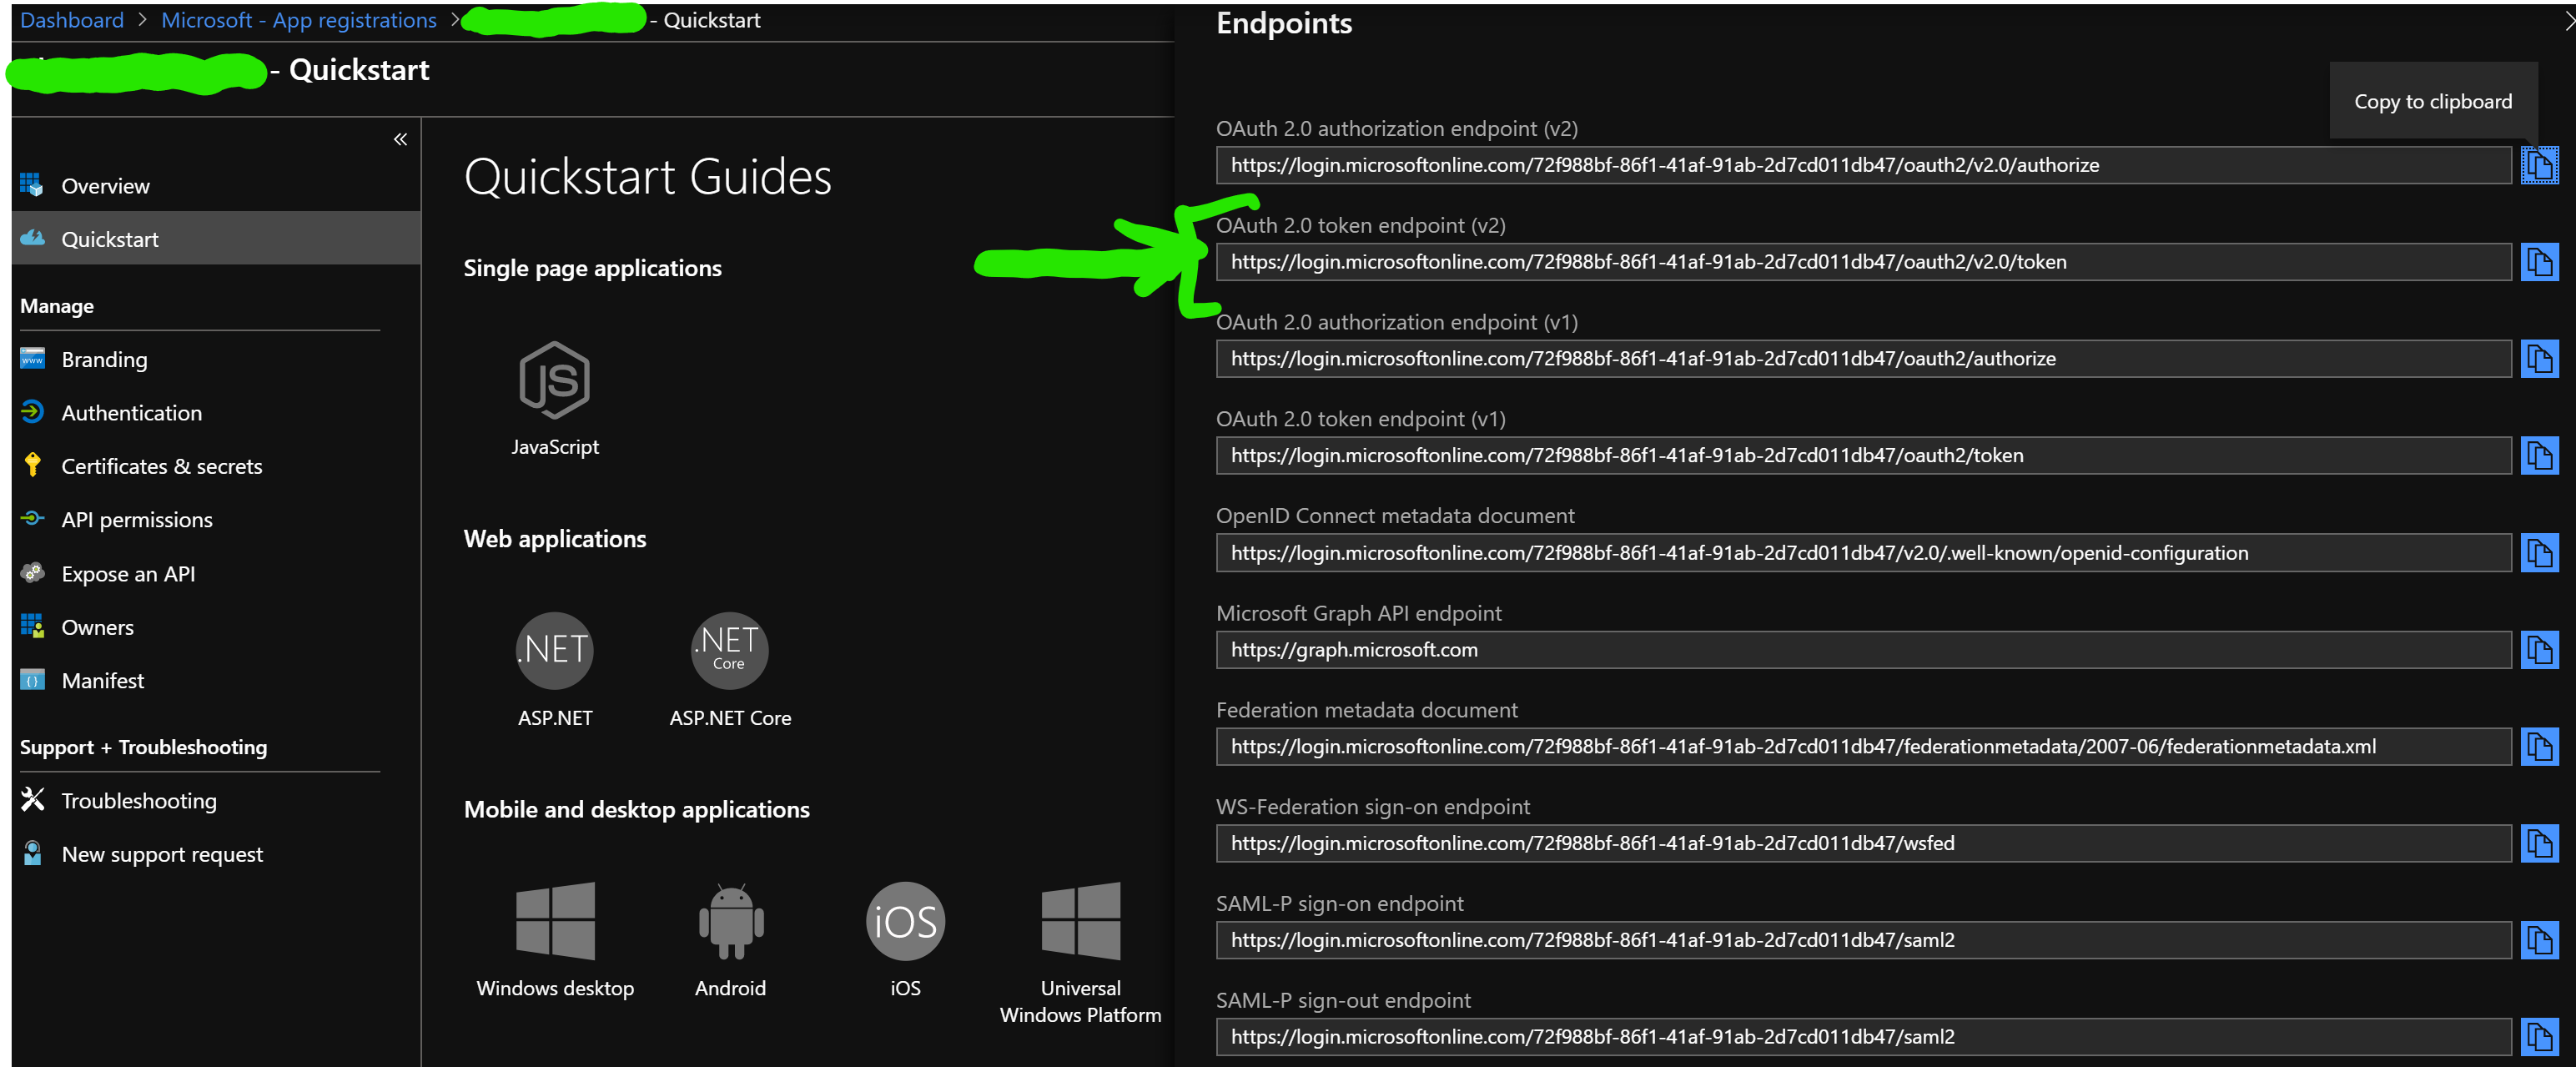 Dashboard > Microsoft - App registrations > - Quickstart
- Quickstart
Overview
Quickstart
Manage
Branding
Authentication
Certificates & secrets
API permissions
Expose an API
Owners
Manifest
Support + Troubleshooting
Troubleshooting
New support request
Quickstart Guides
Single page applications
JS
JavaScript
Web applications
.NET
ASP.NET
.NET
Core
ASP.NET Core
Mobile and desktop applications
Windows desktop
Android
iOS
iOS
Universal
Windows Platform
Endpoints
Copy to clipboard
OAuth 2.0 authorization endpoint (v2)
https://login.microsoftonline.com/72f988bf-86f1-41af-91ab-2d7cd011db47/oauth2/v2.0/authorize
OAuth 2.0 token endpoint (v2)
https://login.microsoftonline.com/72f988bf-86f1-41af-91ab-2d7cd011db47/oauth2/v2.0/token
OAuth 2.0 authorization endpoint (v1)
https://login.microsoftonline.com/72f988bf-86f1-41af-91ab-2d7cd011db47/oauth2/authorize
OAuth 2.0 token endpoint (v1)
https://login.microsoftonline.com/72f988bf-86f1-41af-91ab-2d7cd011db47/oauth2/token
OpenID Connect metadata document
https://login.microsoftonline.com/72f988bf-86f1-41af-91ab-2d7cd011db47/v2.0/.well-known/openid-configuration
Microsoft Graph API endpoint
https://graph.microsoft.com
Federation metadata document
https://login.microsoftonline.com/72f988bf-86f1-41af-91ab-2d7cd011db47/federationmetadata/2007-06/federationmetadata.xml
WS-Federation sign-on endpoint
https://login.microsoftonline.com/72f988bf-86f1-41af-91ab-2d7cd011db47/wsfed
SAML-P sign-on endpoint
https://login.microsoftonline.com/72f988bf-86f1-41af-91ab-2d7cd011db47/saml2
SAML-P sign-out endpoint
https://login.microsoftonline.com/72f988bf-86f1-41af-91ab-2d7cd011db47/saml2